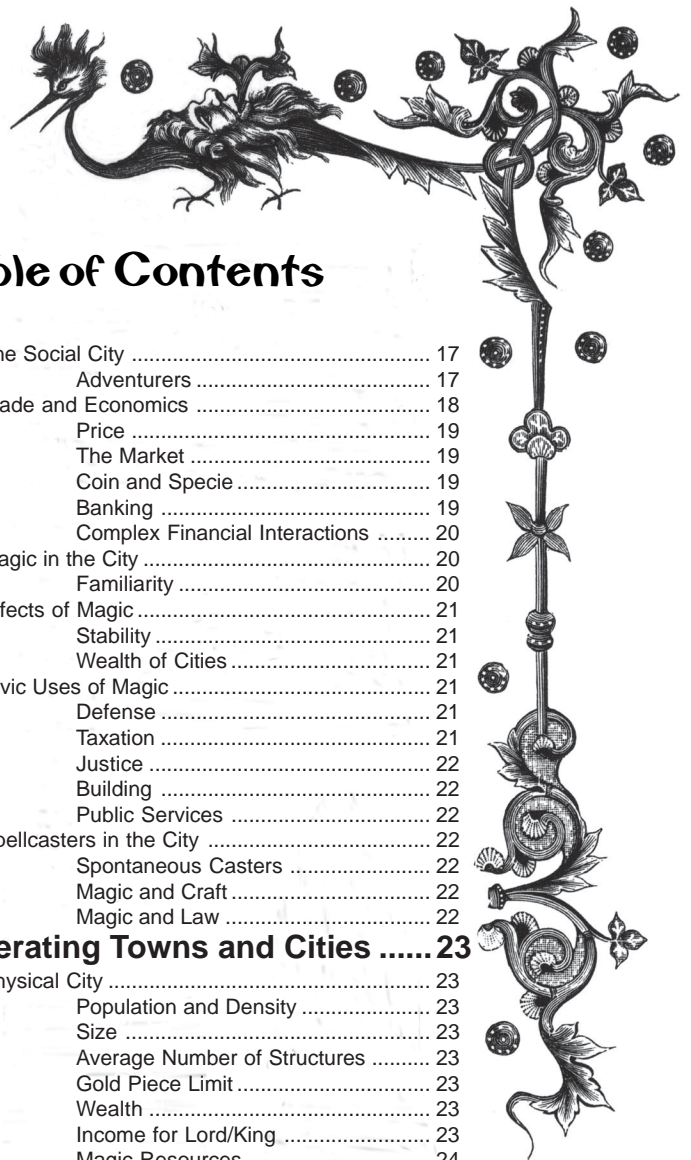 ble of Contents
he Social City .................................................... 17
Adventurers ......................................... 17
ade and Economics ......................................... 18
Price .................................................... 19
The Market .......................................... 19
Coin and Specie .................................. 19
Banking ............................................... 19
Complex Financial Interactions ......... 20
agic in the City .................................................. 20
Familiarity ............................................ 20
fects of Magic ................................................... 21
Stability ................................................ 21
Wealth of Cities ................................... 21
vic Uses of Magic ............................................. 21
Defense ............................................... 21
Taxation ............................................... 21
Justice ................................................. 22
Building ............................................... 22
Public Services ................................... 22
pellcasters in the City ....................................... 22
Spontaneous Casters ........................ 22
Magic and Craft ................................... 22
Magic and Law .................................... 22
erating Towns and Cities ...... 23
hysical City ........................................................ 23
Population and Density ...................... 23
Size ..................................................... 23
Average Number of Structures .......... 23
Gold Piece Limit .................................. 23
Wealth ................................................. 23
Income for Lord/King ......................... 23
Magic Resources ................................ 24